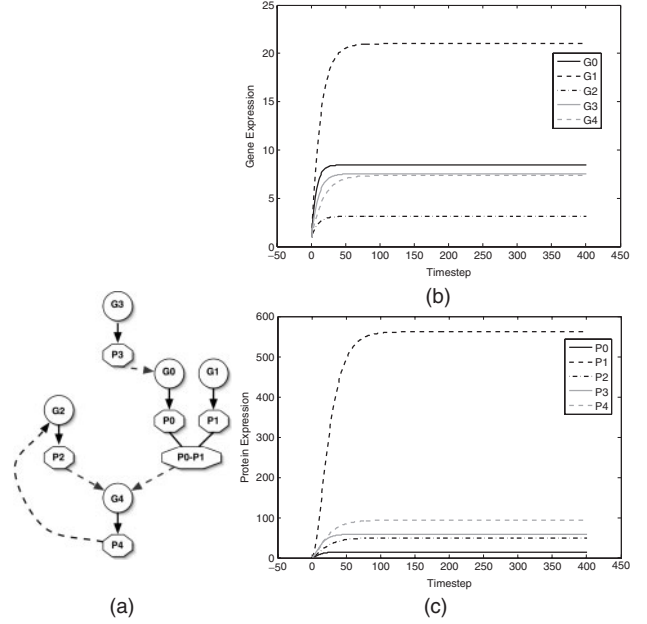 25
20
15
10
5
0
Gene Expression
−50 0 50 100 150 200 250 300 350 400 450
Timestep
G0
G1
G2
G3
G4
(b)
G3
P3
G0
G1
P0
P1
G2
P2
P0-P1
G4
P4
(a)
600
500
400
300
200
100
0
Protein Expression
−50 0 50 100 150 200 250 300 350 400 450
Timestep
P0
P1
P2
P3
P4
(c)